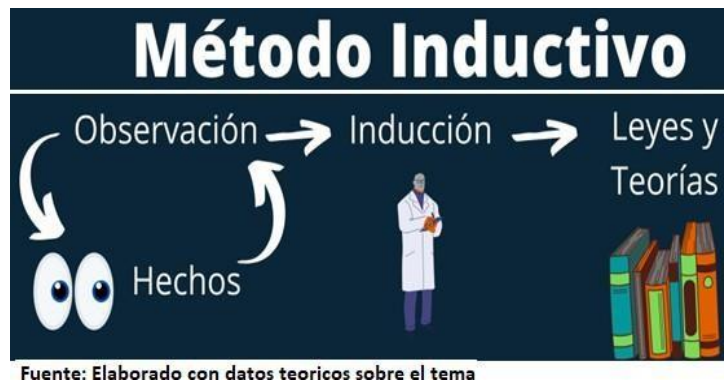 Método Inductivo
Observación
Inducción
Leyes y
Teorías
Hechos
Fuente: Elaborado con datos teoricos sobre el tema